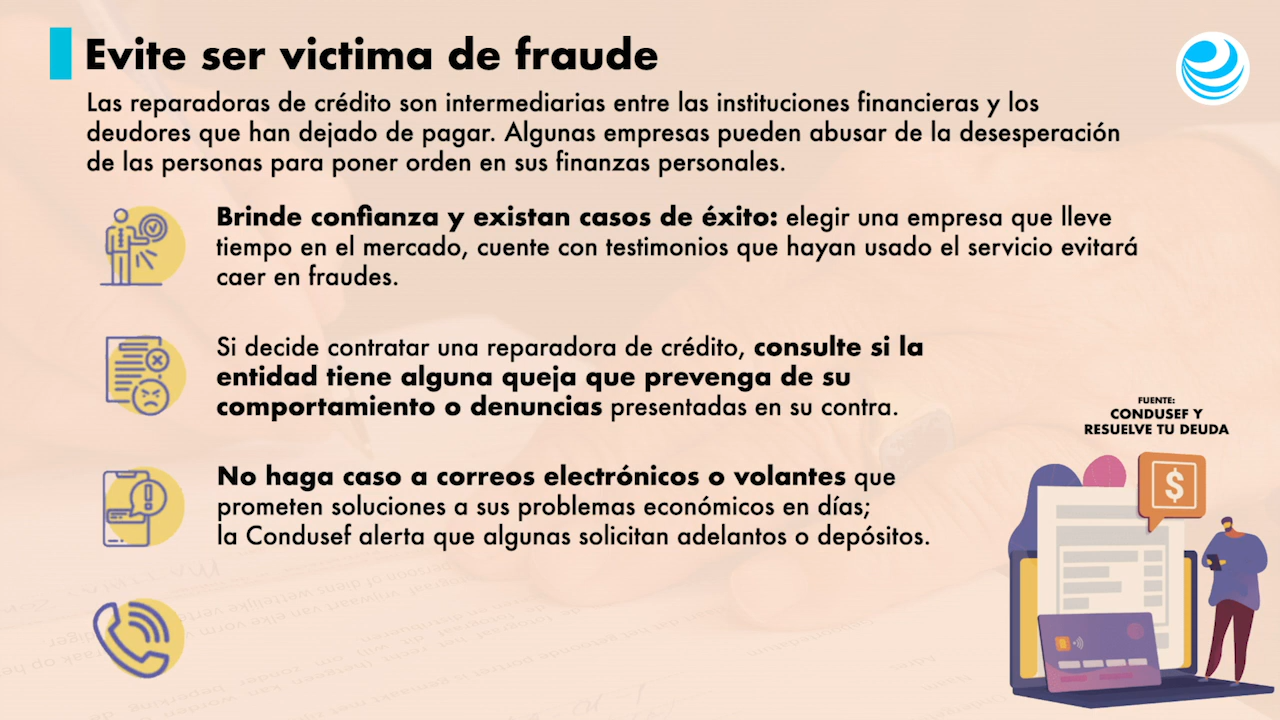 Evite ser victima de fraude
Las reparadoras de crédito son intermediarias entre las instituciones financieras y los
deudores que han dejado de pagar. Algunas empresas pueden abusar de la desesperación
de las personas para poner orden en sus finanzas personales.
Brinde confianza y existan casos de éxito: elegir una empresa que lleve
tiempo en el mercado, cuente con testimonios que hayan usado el servicio evitará
caer en fraudes.
Si decide contratar una reparadora de crédito, consulte si la
entidad tiene alguna queja que prevenga de su
comportamiento o denuncias presentadas en su contra.
No haga caso a correos electrónicos o volantes que
prometen soluciones a sus problemas económicos en días;
la Condusef alerta que algunas solicitan adelantos o depósitos.
FUENTE:
CONDUSEF Y
RESUELVE TU DEUDA
$